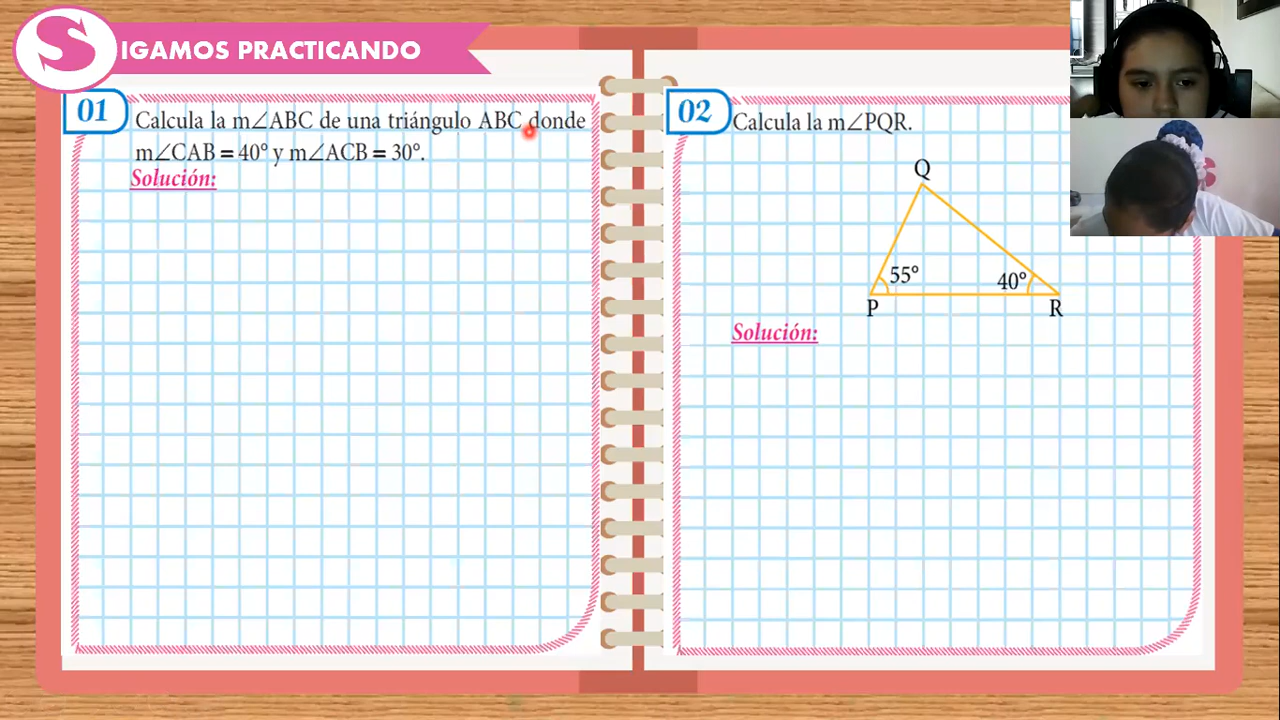 SIGAMOS PRACTICANDO
01
Calcula la m∠ABC de una triángulo ABC donde
m∠CAB = 40° y m∠ACB = 30°.
Solución:
02
Calcula la m∠PQR.
Q
55°
40°
P
R
Solución: